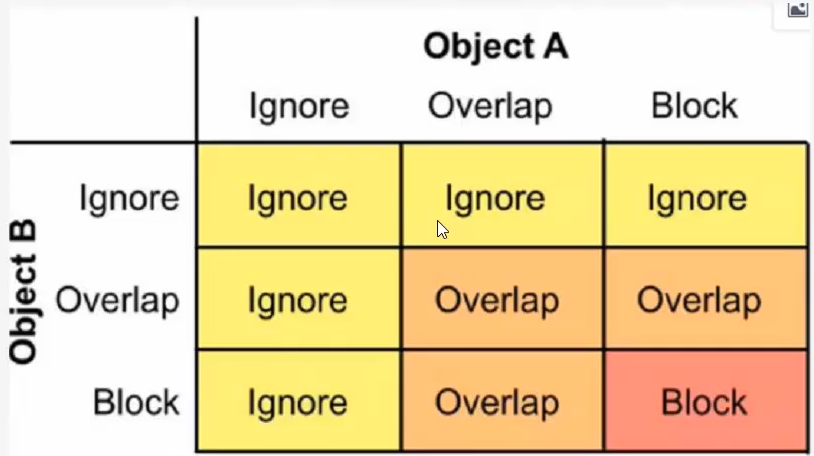 Object A
Ignore Overlap Block
Object B
Ignore Ignore Ignore Ignore
Overlap Ignore Overlap Overlap
Block Ignore Overlap Block